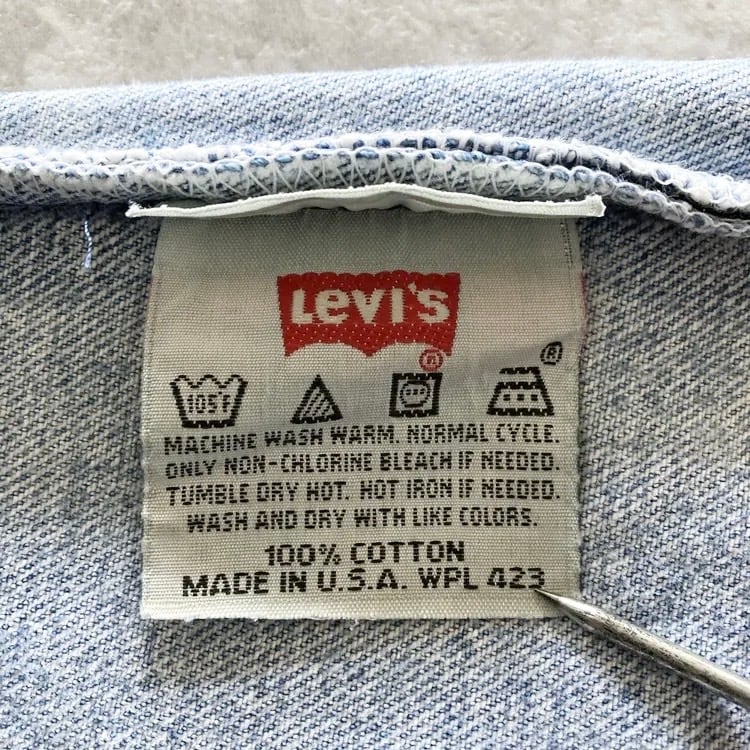 Levi's
®
®
105F
MACHINE WASH WARM. NORMAL CYCLE.
ONLY NON-CHLORINE BLEACH IF NEEDED.
TUMBLE DRY HOT. HOT IRON IF NEEDED.
WASH AND DRY WITH LIKE COLORS.
100% COTTON
MADE IN U.S.A. WPL 423